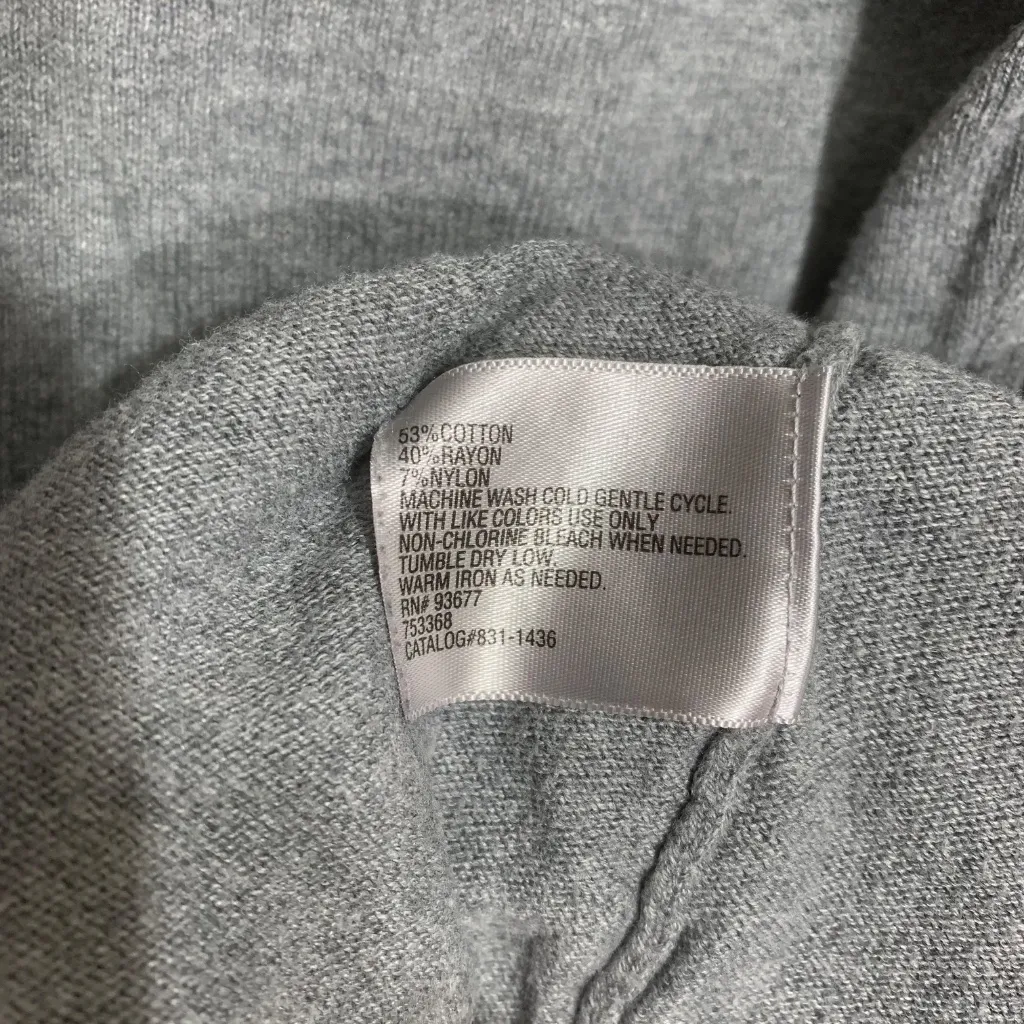 53%COTTON
40%RAYON
7%NYLON
MACHINE WASH COLD GENTLE CYCLE.
WITH LIKE COLORS USE ONLY
NON-CHLORINE BLEACH WHEN NEEDED.
TUMBLE DRY LOW.
WARM IRON AS NEEDED.
RN# 93677
753368
CATALOG#831-1436